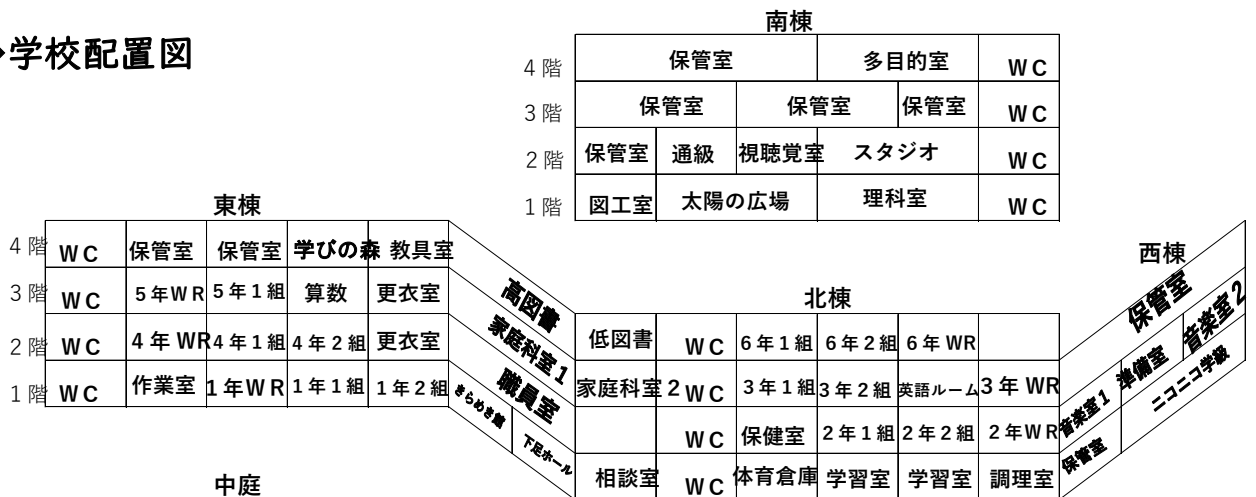 学校配置図
南棟
4階 保管室 多目的室 WC
3階 保管室 保管室 保管室 WC
2階 保管室 通級 視聴覚室 スタジオ WC
1階 図工室 太陽の広場 理科室 WC
東棟
4階 WC 保管室 保管室 学びの森 教具室
3階 WC 5年WR 5年1組 算数 更衣室
2階 WC 4年WR 4年1組 4年2組 更衣室
1階 WC 作業室 1年WR 1年1組 1年2組
高図書
家庭科室1
職員室
きらめき館 下足ホール
中庭
北棟
低図書 WC 6年1組 6年2組 6年WR
家庭科室2 WC 3年1組 3年2組 英語ルーム 3年WR
WC 保健室 2年1組 2年2組 2年WR
相談室 WC 体育倉庫 学習室 学習室 調理室
西棟
保管室
音楽室1 準備室 音楽室2
保管室 ニコニコ学級